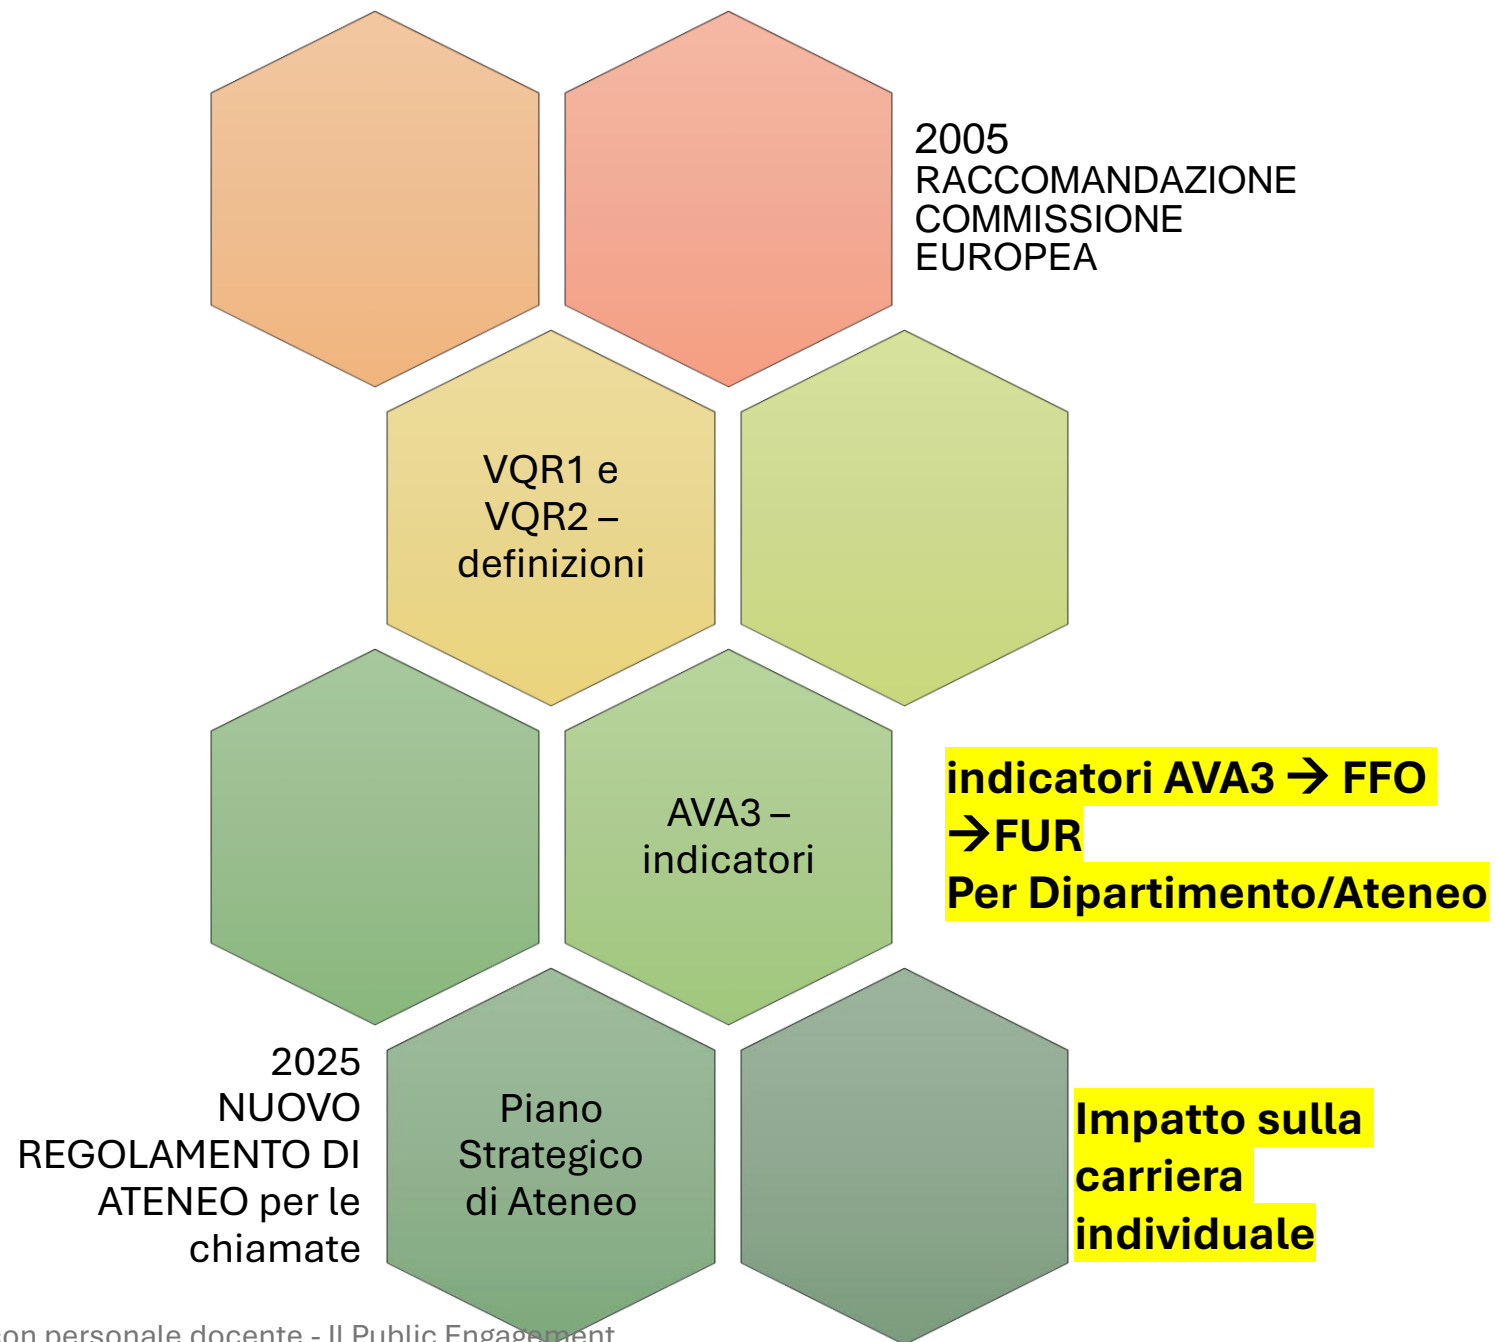 2005
RACCOMANDAZIONE
COMMISSIONE
EUROPEA
VQR1 e
VQR2 –
definizioni
AVA3 –
indicatori
indicatori AVA3 → FFO
→FUR
Per Dipartimento/Ateneo
2025
NUOVO
REGOLAMENTO DI
ATENEO per le
chiamate
Piano
Strategico
di Ateneo
Impatto sulla
carriera
individuale
con personale docente - Il Public Engagement